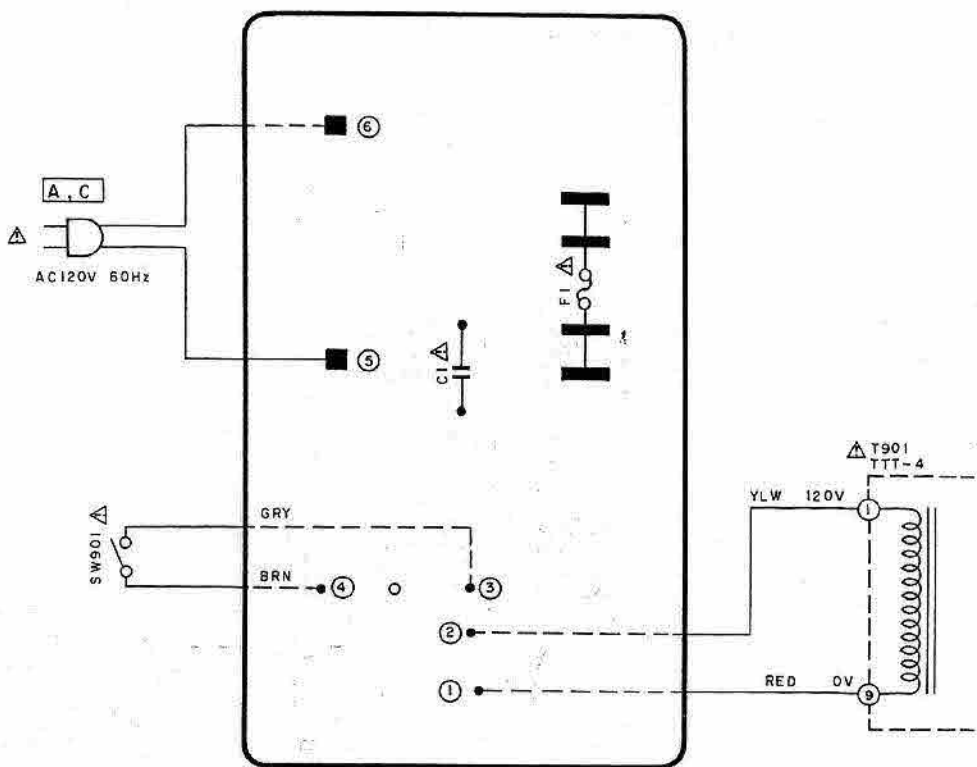 ⑥
A, C
AC120V 60Hz
F1
⑤
C1
T901
TTT-4
YLW 120V
①
SW901
GRY
BRN
④
③
②
①
RED 0V
⑨